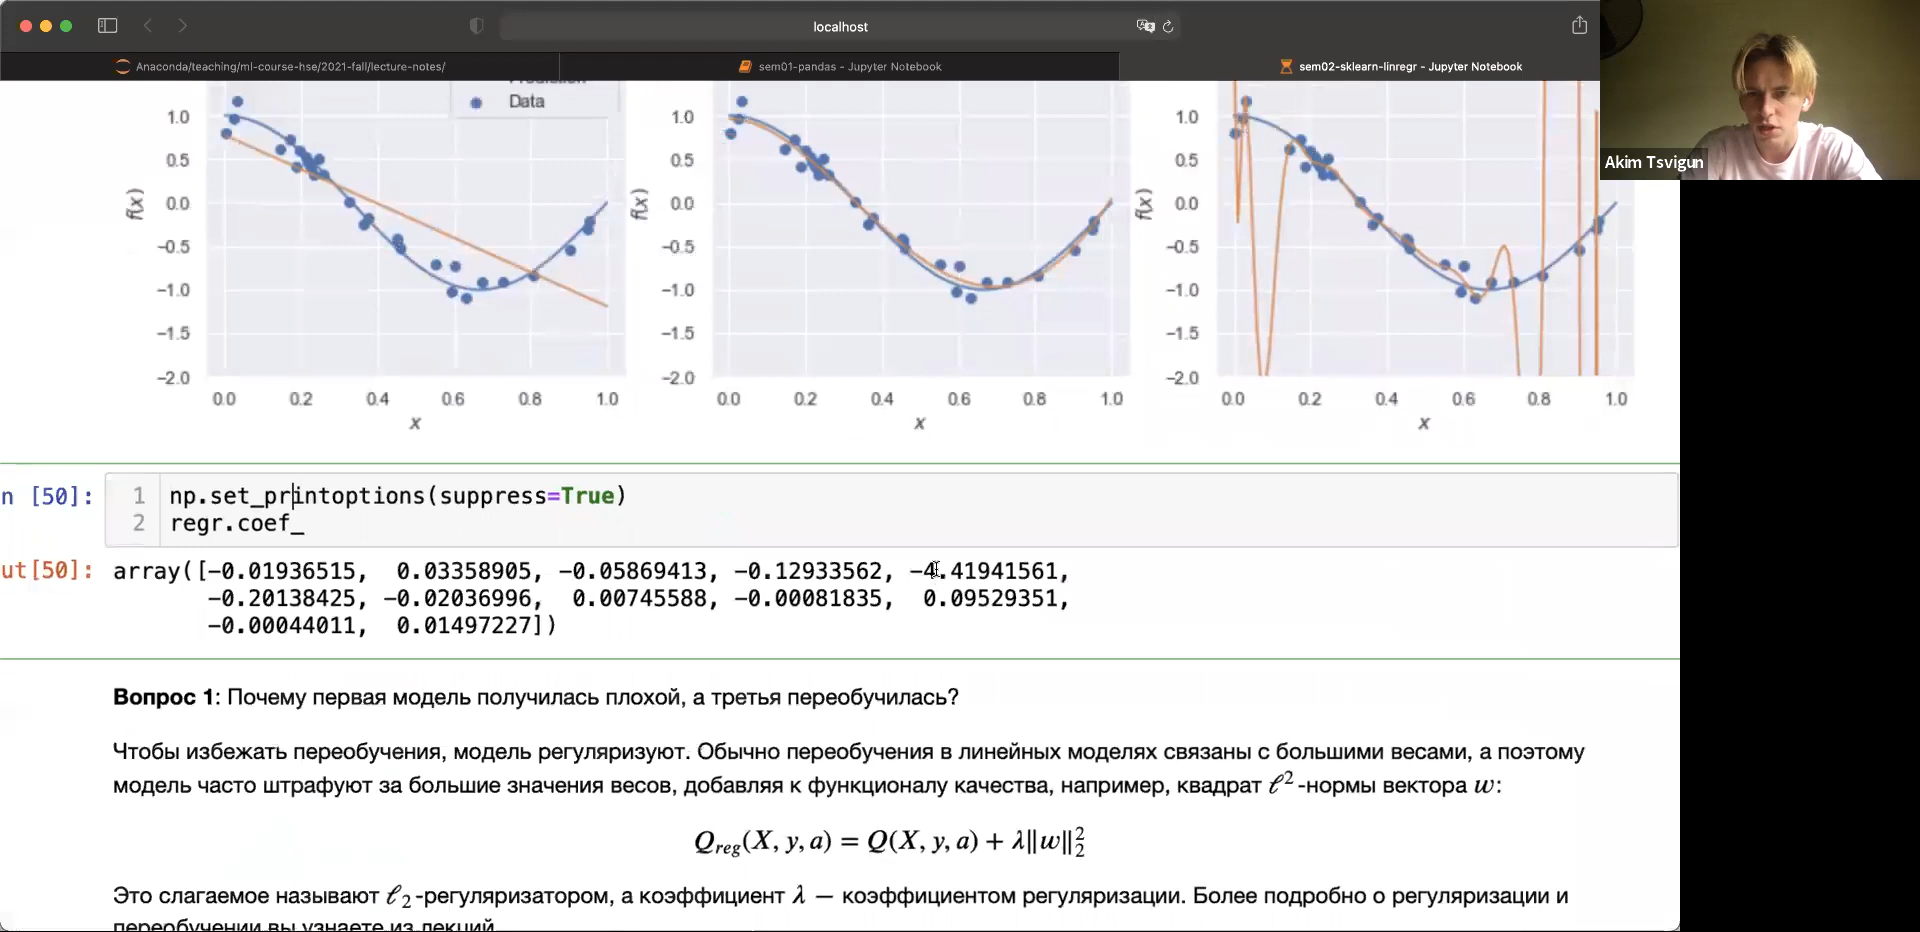 localhost
Anaconda/teaching/ml-course-hse/2021-fall/lecture-notes/
sem01-pandas - Jupyter Notebook
sem02-sklearn-linregr - Jupyter Notebook
Akim Tsvigun
Data
1.0
0.5
0.0
−0.5
−1.0
−1.5
−2.0
f(x)
0.0 0.2 0.4 0.6 0.8 1.0
x
1.0
0.5
0.0
−0.5
−1.0
−1.5
−2.0
f(x)
0.0 0.2 0.4 0.6 0.8 1.0
x
1.0
0.5
0.0
−0.5
−1.0
−1.5
−2.0
f(x)
0.0 0.2 0.4 0.6 0.8 1.0
x
n [50]:
1 np.set_printoptions(suppress=True)
2 regr.coef_
ut[50]:
array([-0.01936515, 0.03358905, -0.05869413, -0.12933562, -4.41941561,
-0.20138425, -0.02036996, 0.00745588, -0.00081835, 0.09529351,
-0.00044011, 0.01497227])
Вопрос 1: Почему первая модель получилась плохой, а третья переобучилась?
Чтобы избежать переобучения, модель регуляризуют. Обычно переобучения в линейных моделях связаны с большими весами, а поэтому
модель часто штрафуют за большие значения весов, добавляя к функционалу качества, например, квадрат ℓ²-нормы вектора w:
Q_reg(X, y, a) = Q(X, y, a) + λ‖w‖₂²
Это слагаемое называют ℓ₂-регуляризатором, а коэффициент λ — коэффициентом регуляризации. Более подробно о регуляризации и
переобучении вы узнаете из лекций.